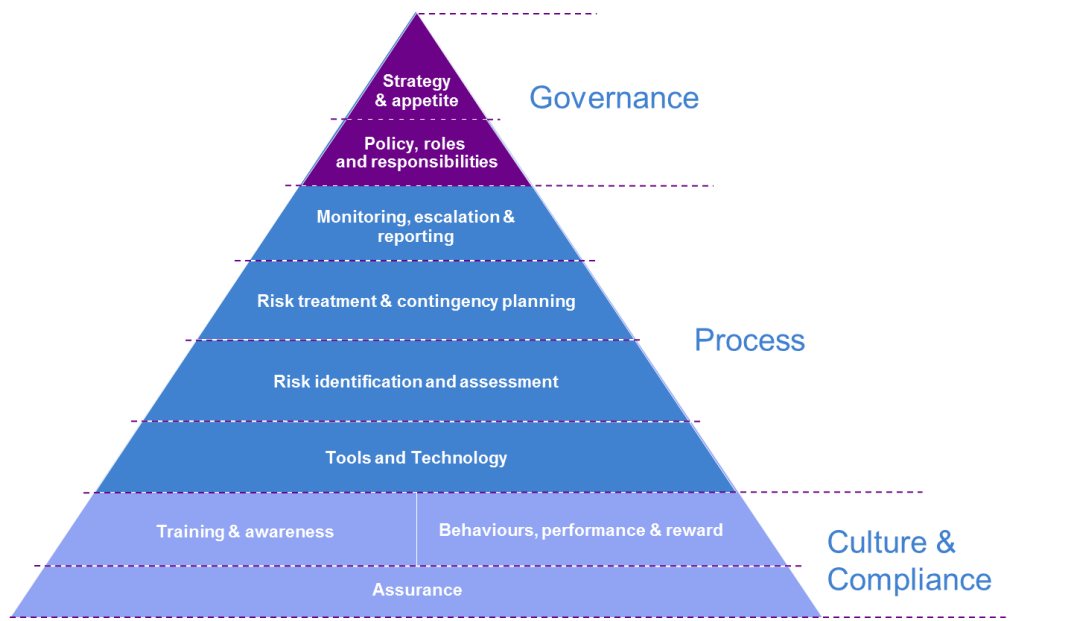 Strategy
& appetite
Governance
Policy, roles
and responsibilities
Monitoring, escalation &
reporting
Risk treatment & contingency planning
Process
Risk identification and assessment
Tools and Technology
Training & awareness
Behaviours, performance & reward
Culture &
Compliance
Assurance